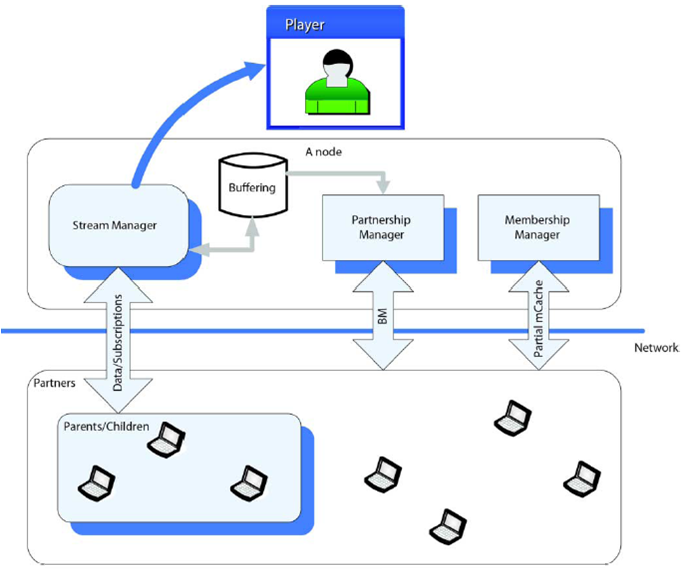 Player
A node
Buffering
Stream Manager
Partnership
Manager
Membership
Manager
Data/Subscriptions
BM
Partial mCache
Network
Partners
Parents/Children